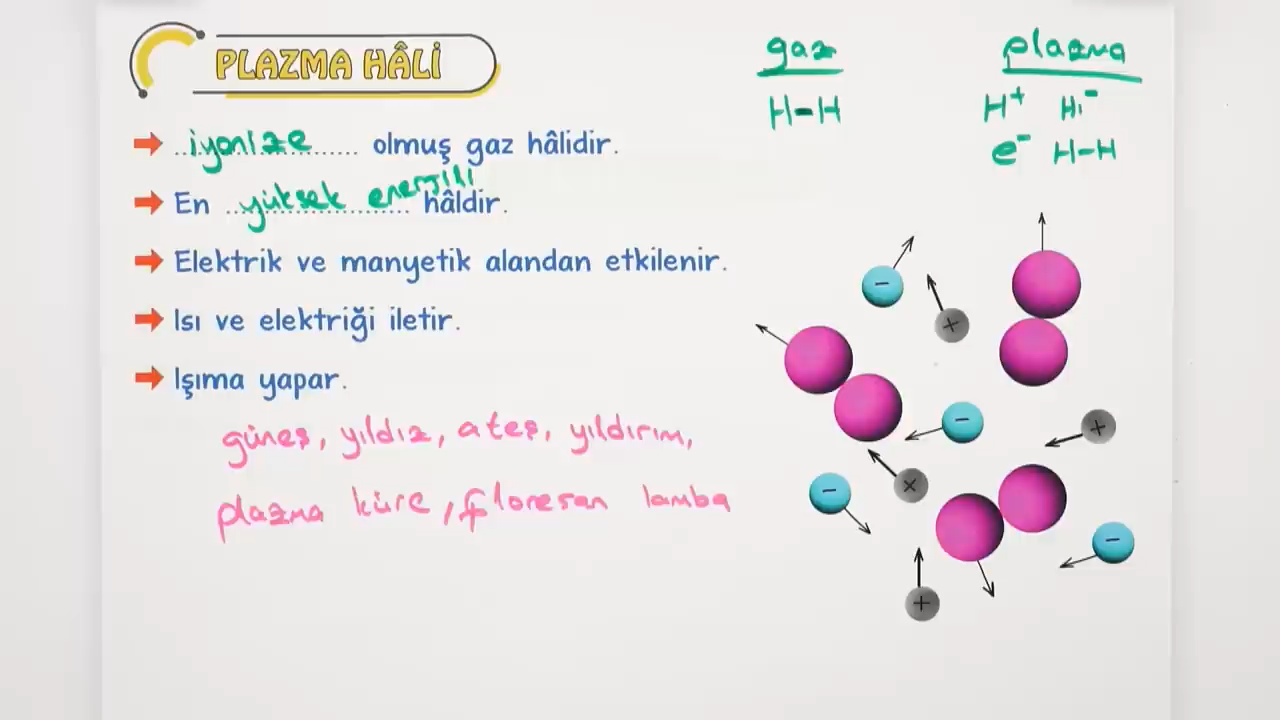 PLAZMA HÂLİ
iyonize olmuş gaz hâlidir.
En yüksek enerjili hâldir.
Elektrik ve manyetik alandan etkilenir.
Isı ve elektriği iletir.
Işıma yapar.
güneş, yıldız, ateş, yıldırım,
plazma küre, floresan lamba
gaz
H-H
plazma
H+ H-
e- H-H
- +
-
+
- ×
-
+